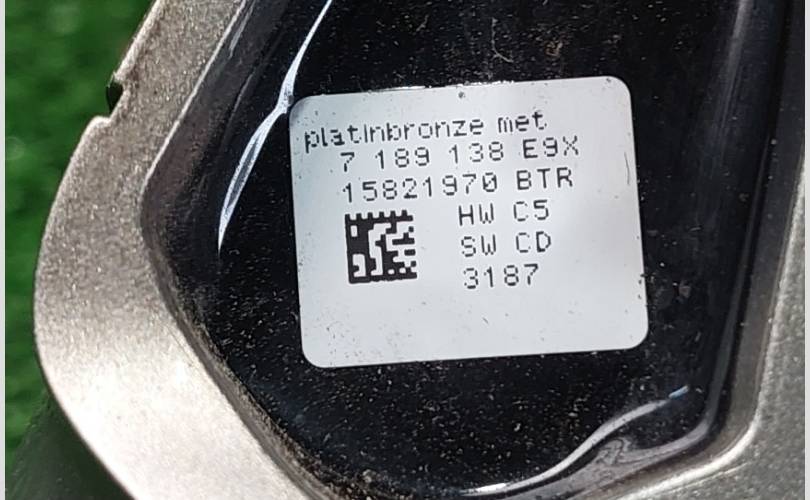 platinbronze met
7 189 138 E9X
15821970 BTR
HW C5
SW CD
3187